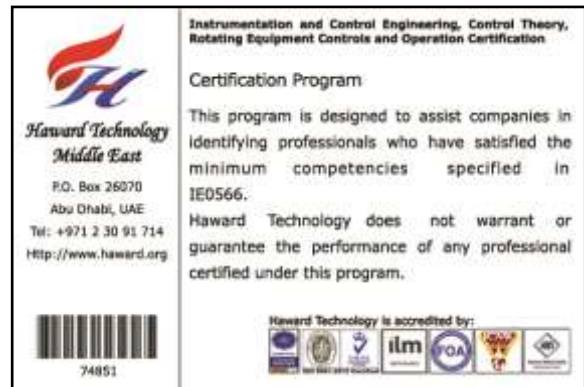 Haward Technology
Middle East
P.O. Box 26070
Abu Dhabi, UAE
Tel: +971 2 30 91 714
Http://www.haward.org
74851
Instrumentation and Control Engineering, Control Theory,
Rotating Equipment Controls and Operation Certification
Certification Program
This program is designed to assist companies in
identifying professionals who have satisfied the
minimum competencies specified in
IE0566.
Haward Technology does not warrant or
guarantee the performance of any professional
certified under this program.
Haward Technology is accredited by:
ilm
FOA